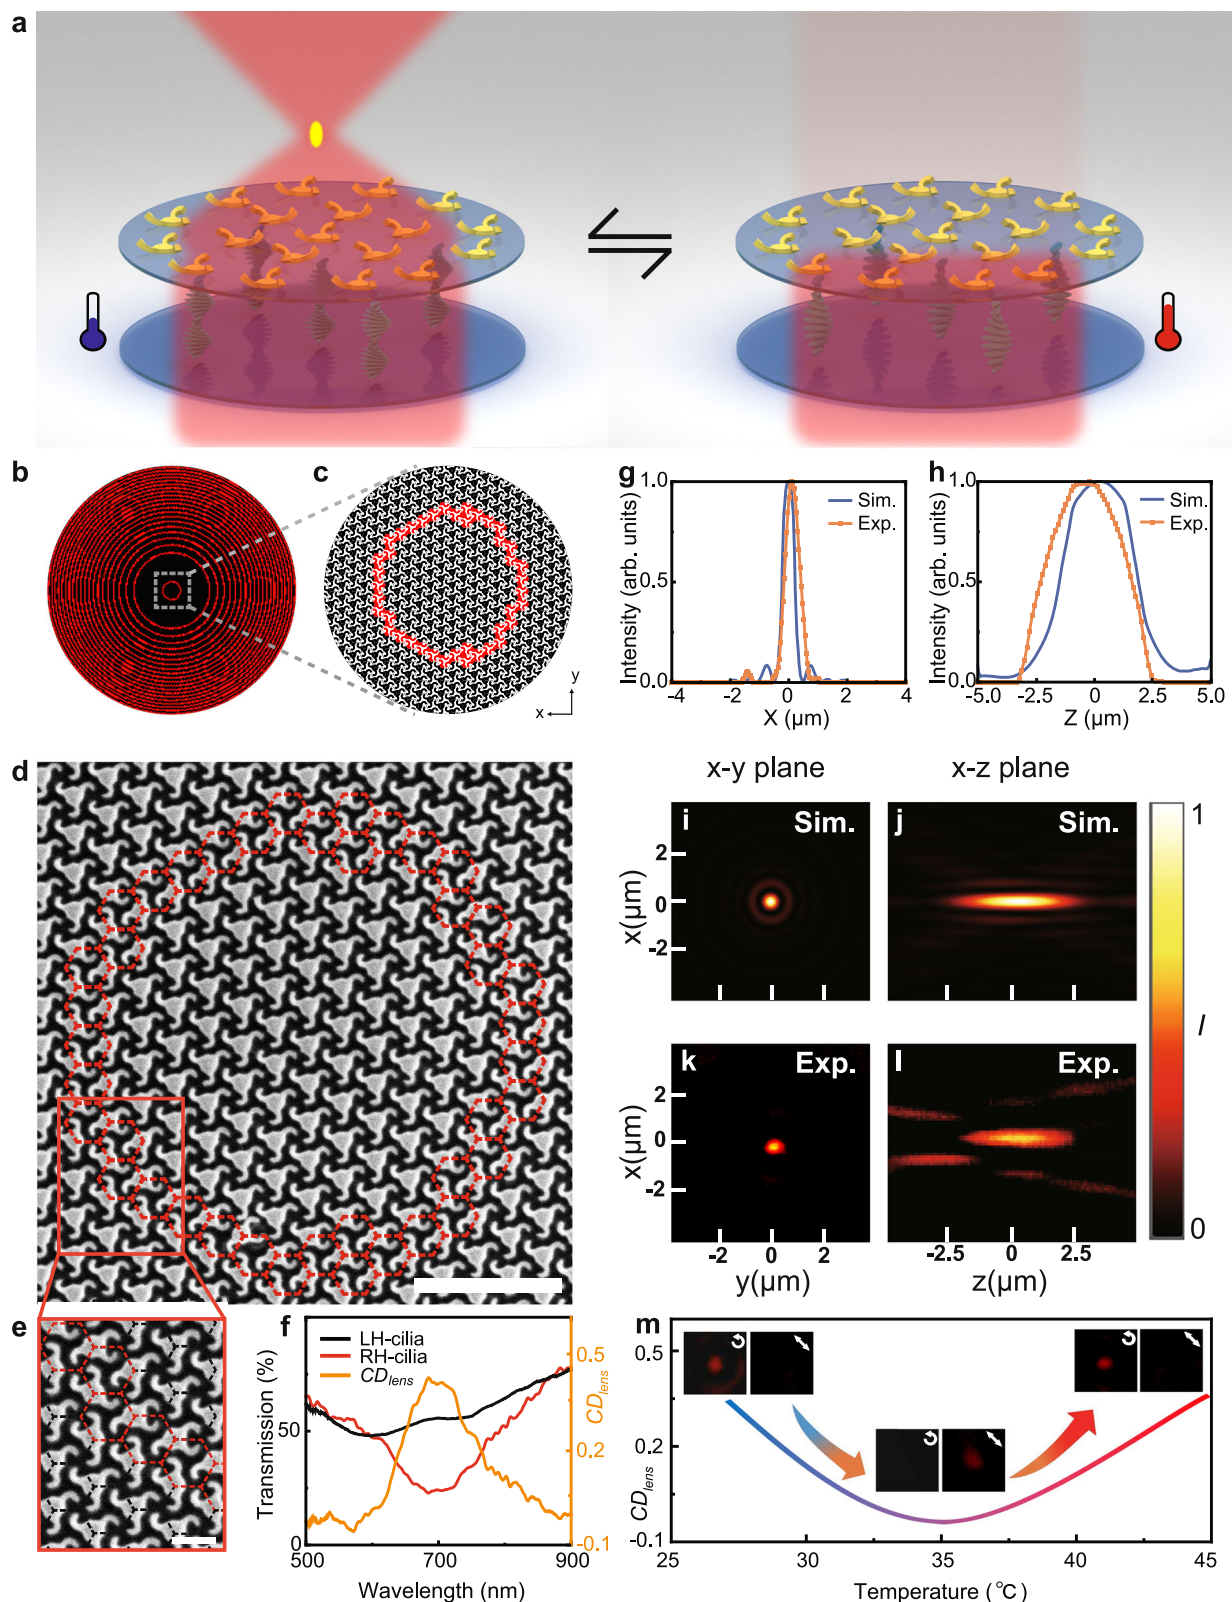 a
b
c
y
x
g
Intensity (arb. units)
1.0
0.5
0.0
Sim.
Exp.
-4
-2
0
2
4
X (µm)
h
Intensity (arb. units)
1.0
0.5
0.0
Sim.
Exp.
-5.0
-2.5
0
2.5
5.0
Z (µm)
d
x-y plane
x-z plane
i
Sim.
2
0
-2
x(µm)
j
Sim.
1
I
0
k
Exp.
2
0
-2
x(µm)
-2
0
2
y(µm)
l
Exp.
-2.5
0
2.5
z(µm)
e
f
LH-cilia
RH-cilia
CD_lens
Transmission (%)
50
0
0.5
0.2
-0.1
CD_lens
500
700
900
Wavelength (nm)
m
0.5
0.2
-0.1
CD_lens
25
30
35
40
45
Temperature (°C)